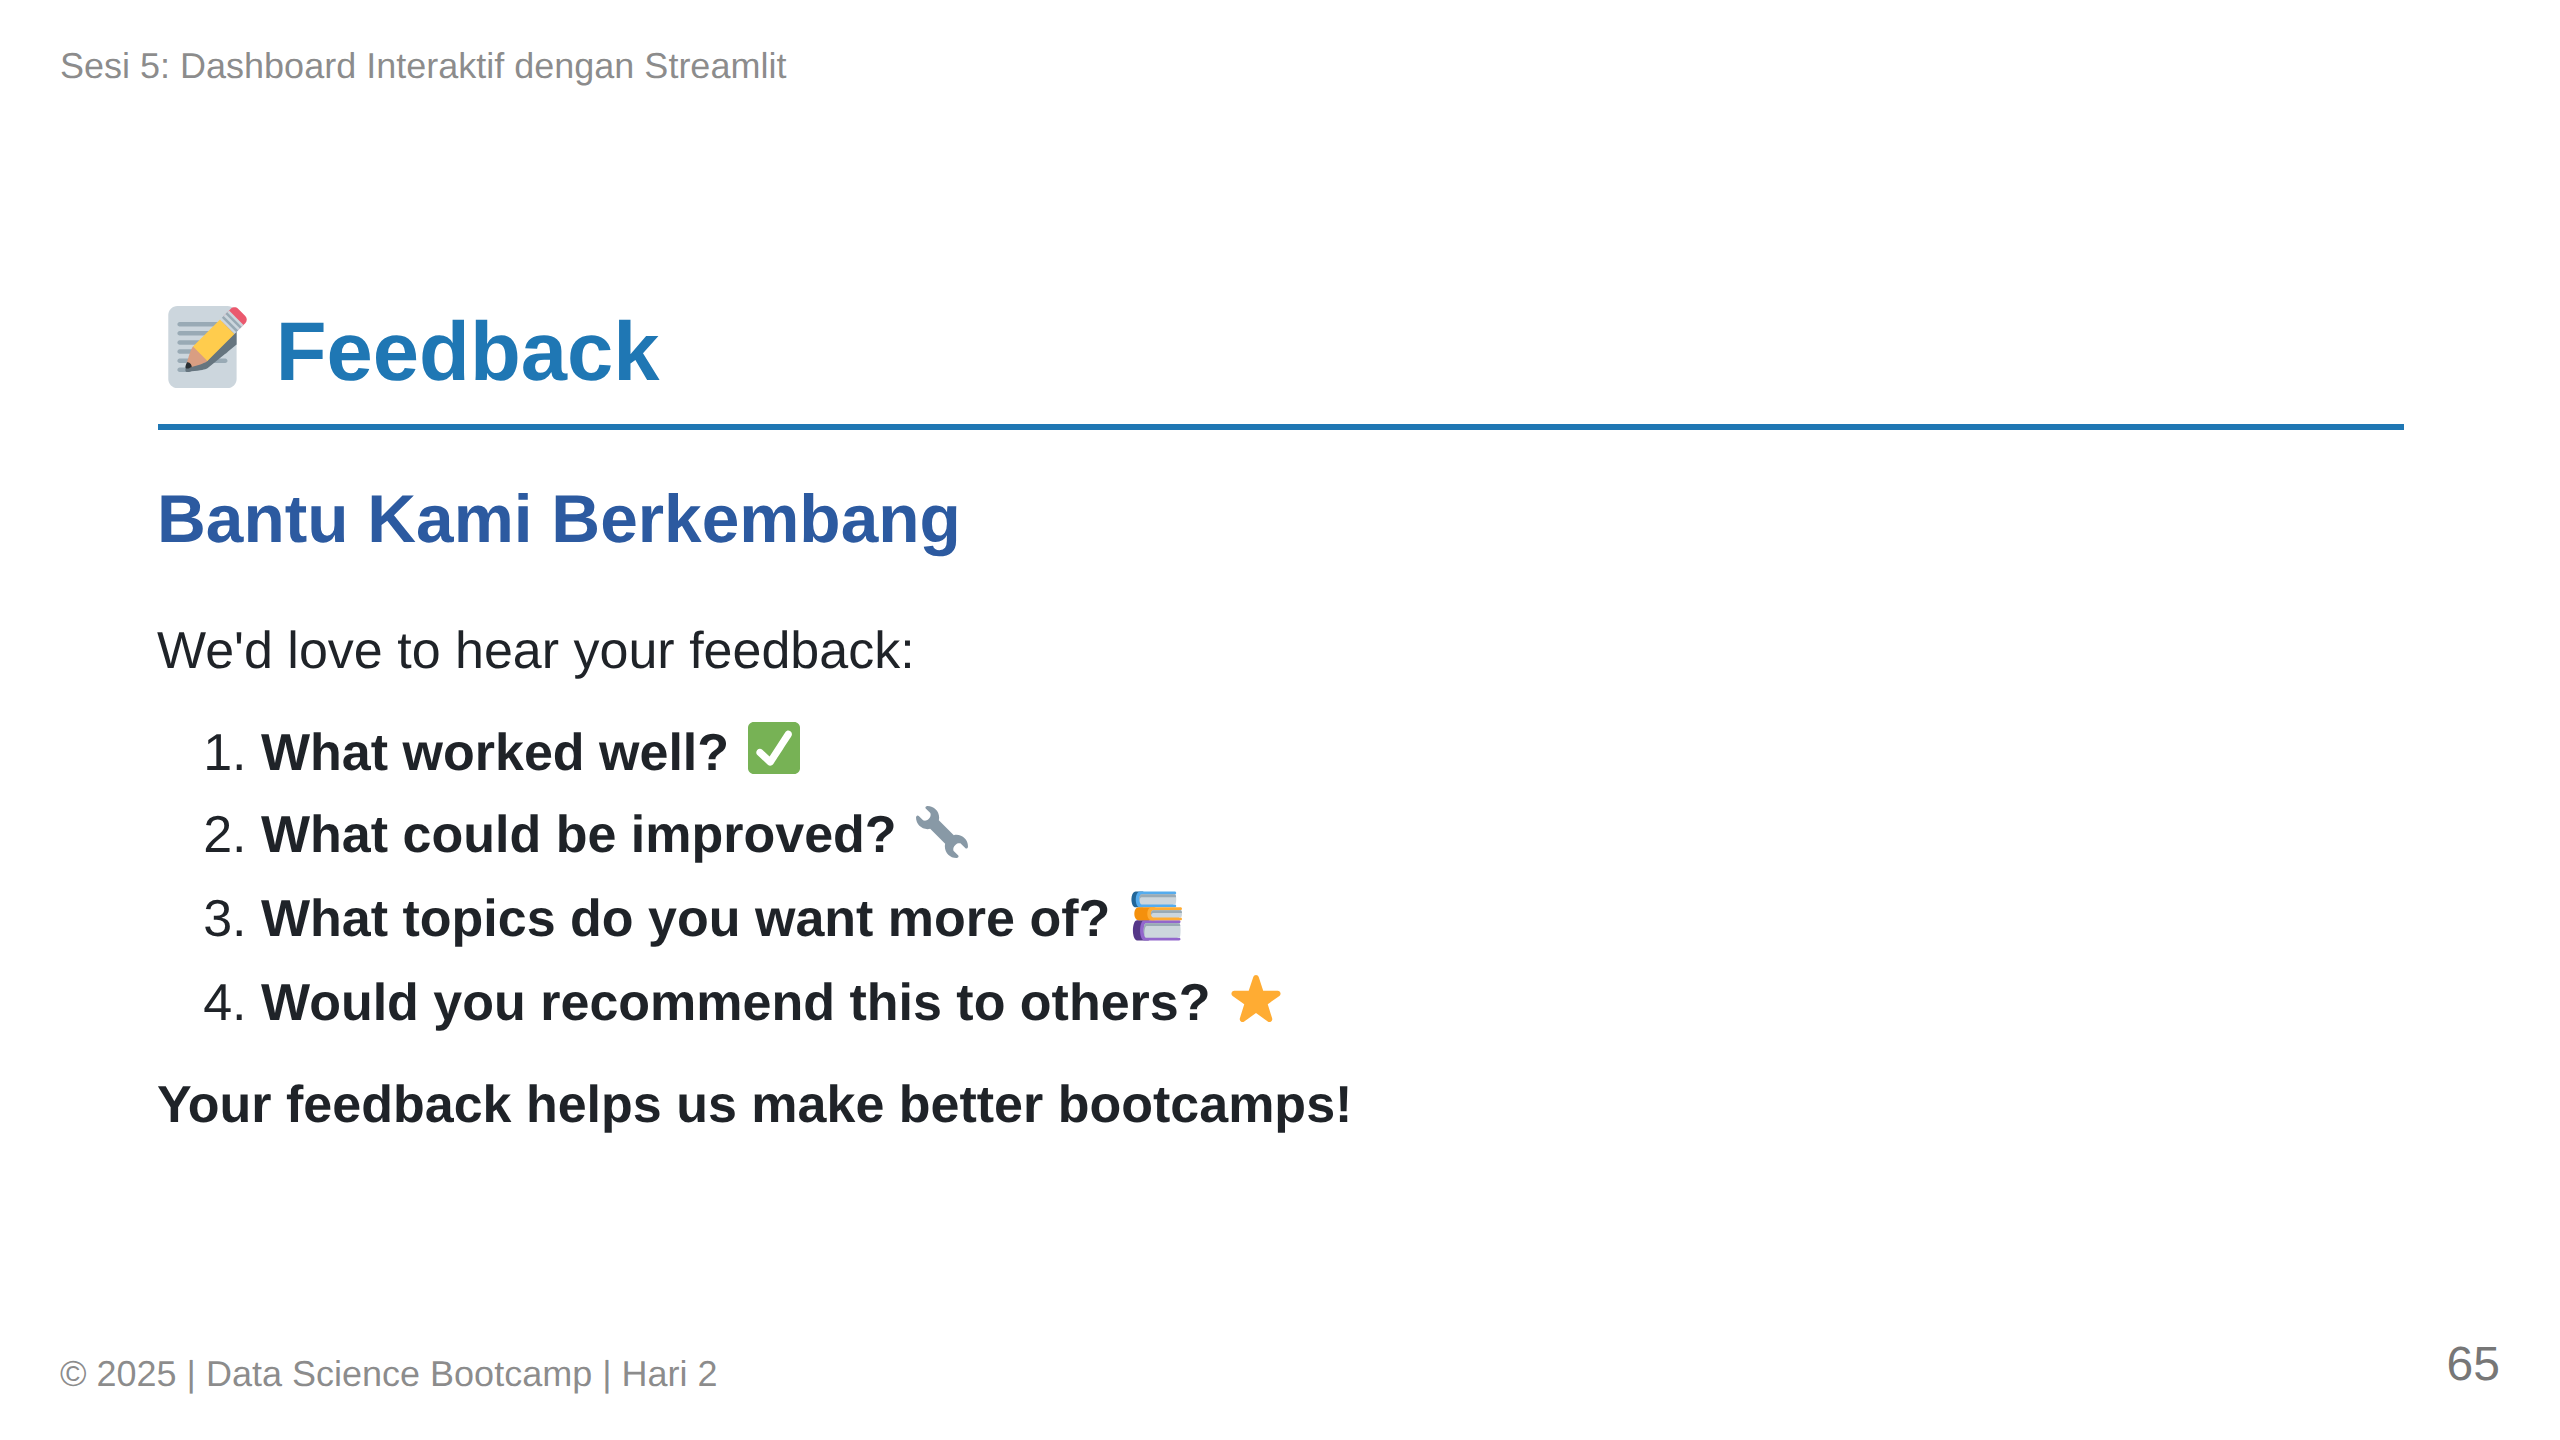 Sesi 5: Dashboard Interaktif dengan Streamlit
📝 Feedback
Bantu Kami Berkembang
We'd love to hear your feedback:
1. What worked well? ✅
2. What could be improved? 🔧
3. What topics do you want more of? 📚
4. Would you recommend this to others? ⭐
Your feedback helps us make better bootcamps!
© 2025 | Data Science Bootcamp | Hari 2
65